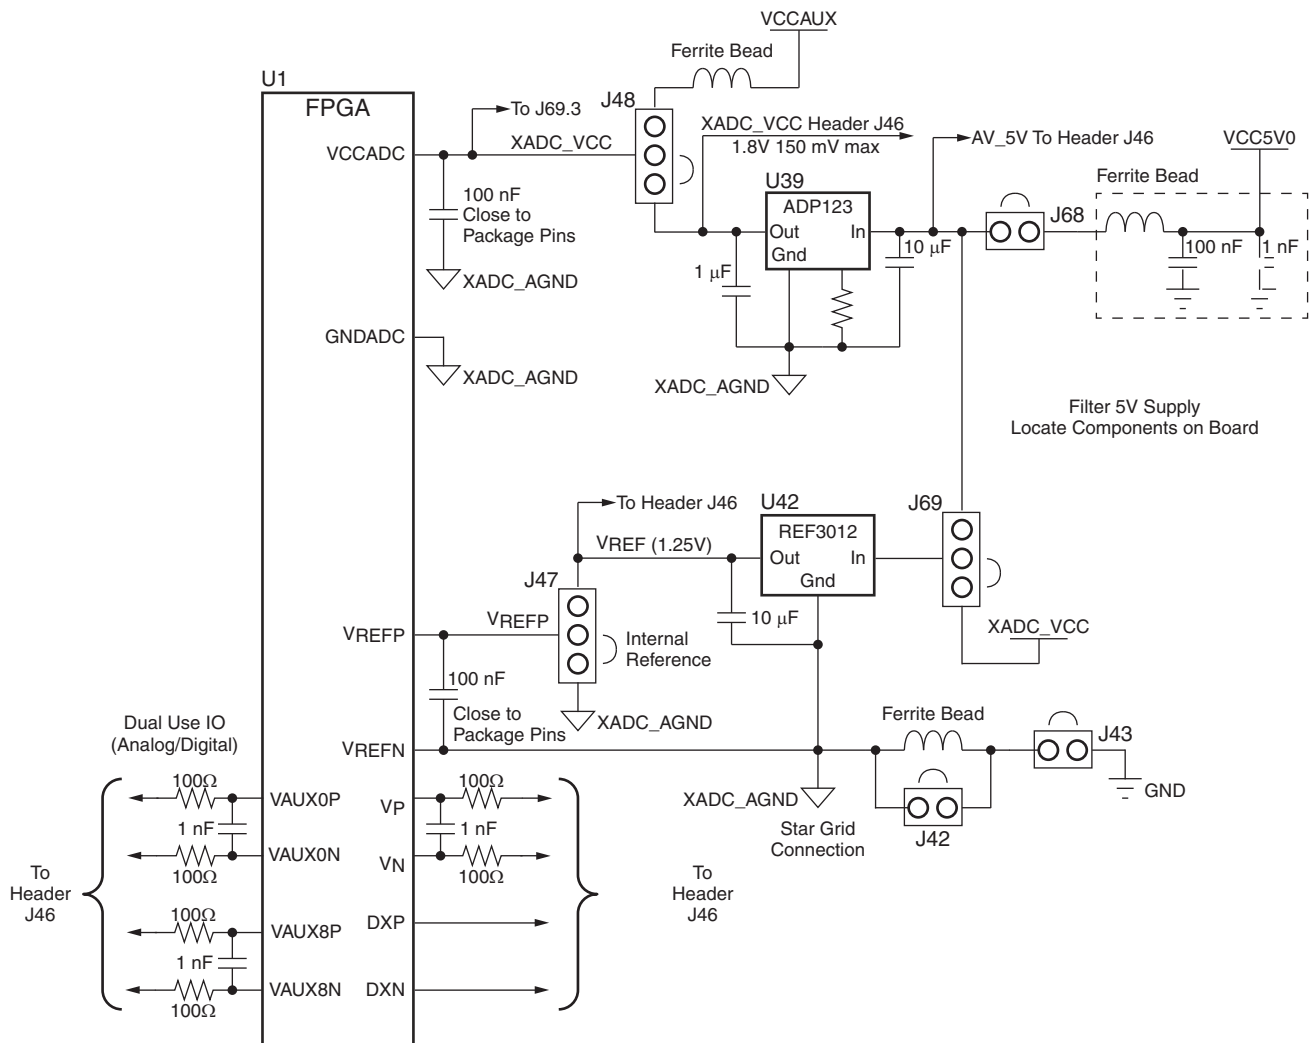 VCCAUX
Ferrite Bead
U1
FPGA
To J69.3
J48
XADC_VCC Header J46
1.8V 150 mV max
AV_5V To Header J46
VCC5V0
VCCADC
XADC_VCC
U39
ADP123
Out
In
Gnd
Ferrite Bead
J68
100 nF
Close to
Package Pins
1 µF
10 µF
100 nF
1 nF
XADC_AGND
GNDADC
XADC_AGND
XADC_AGND
Filter 5V Supply
Locate Components on Board
To Header J46
U42
REF3012
Out
In
Gnd
J69
VREF (1.25V)
J47
VREFP
VREFP
Internal
Reference
10 µF
XADC_VCC
100 nF
Close to
Package Pins
XADC_AGND
Dual Use IO
(Analog/Digital)
VREFN
Ferrite Bead
J43
GND
XADC_AGND
Star Grid
Connection
J42
100Ω
VAUX0P
VP
100Ω
1 nF
1 nF
VAUX0N
VN
100Ω
100Ω
To
Header
J46
To
Header
J46
100Ω
VAUX8P
DXP
1 nF
VAUX8N
DXN
100Ω